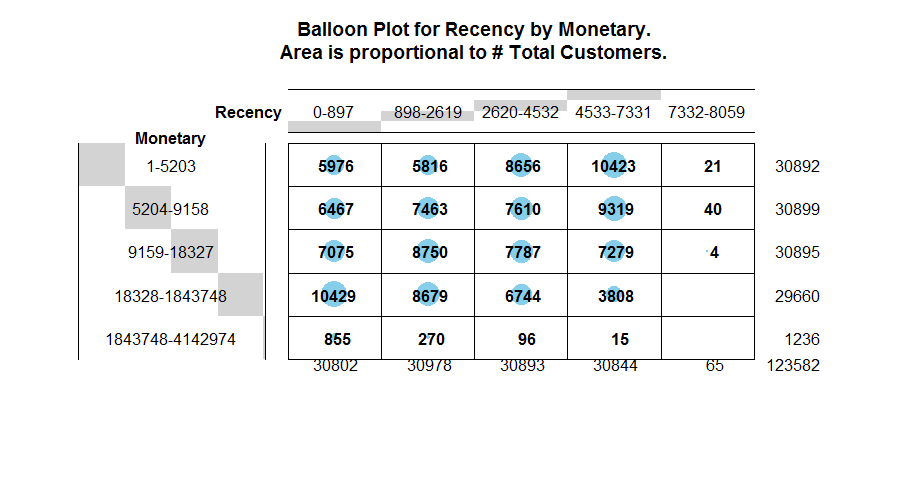 Balloon Plot for Recency by Monetary.
Area is proportional to # Total Customers.
Recency 0-897 898-2619 2620-4532 4533-7331 7332-8059
Monetary
1-5203 5976 5816 8656 10423 21 30892
5204-9158 6467 7463 7610 9319 40 30899
9159-18327 7075 8750 7787 7279 4 30895
18328-1843748 10429 8679 6744 3808 29660
1843748-4142974 855 270 96 15 1236
30802 30978 30893 30844 65 123582